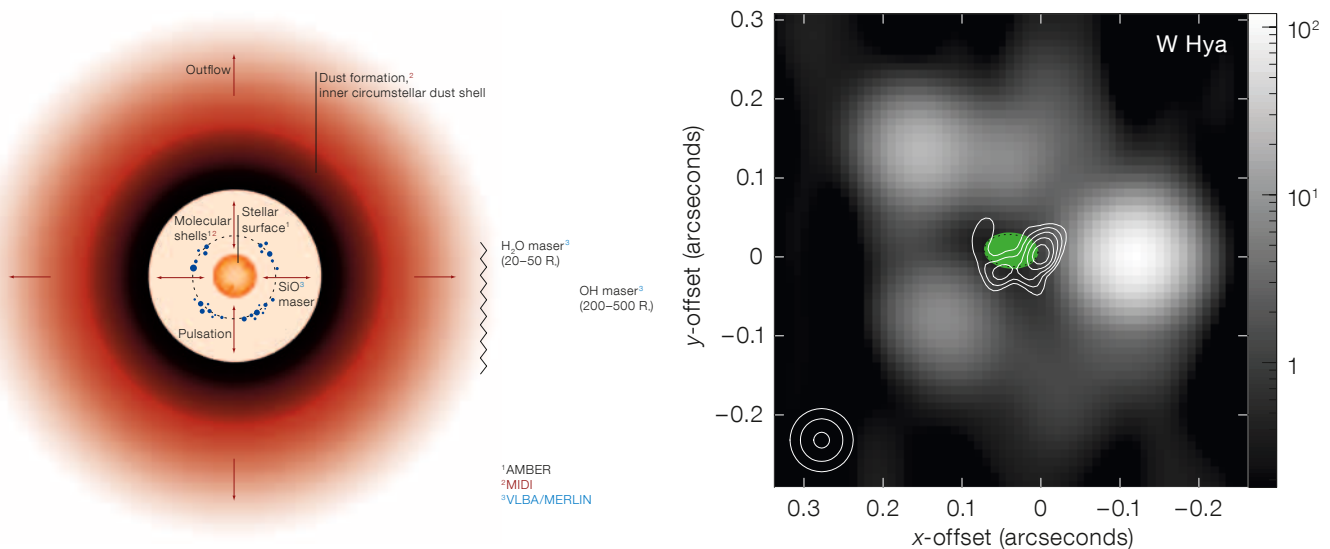 Outflow
Dust formation,²
inner circumstellar dust shell
Molecular
shells¹²
Stellar
surface¹
SiO³
maser
Pulsation
H₂O maser³
(20–50 R.)
OH maser³
(200–500 R.)
¹AMBER
²MIDI
³VLBA/MERLIN
W Hya
y-offset (arcseconds)
0.3
0.2
0.1
0
−0.1
−0.2
0.3 0.2 0.1 0 −0.1 −0.2
x-offset (arcseconds)
10²
10¹
1